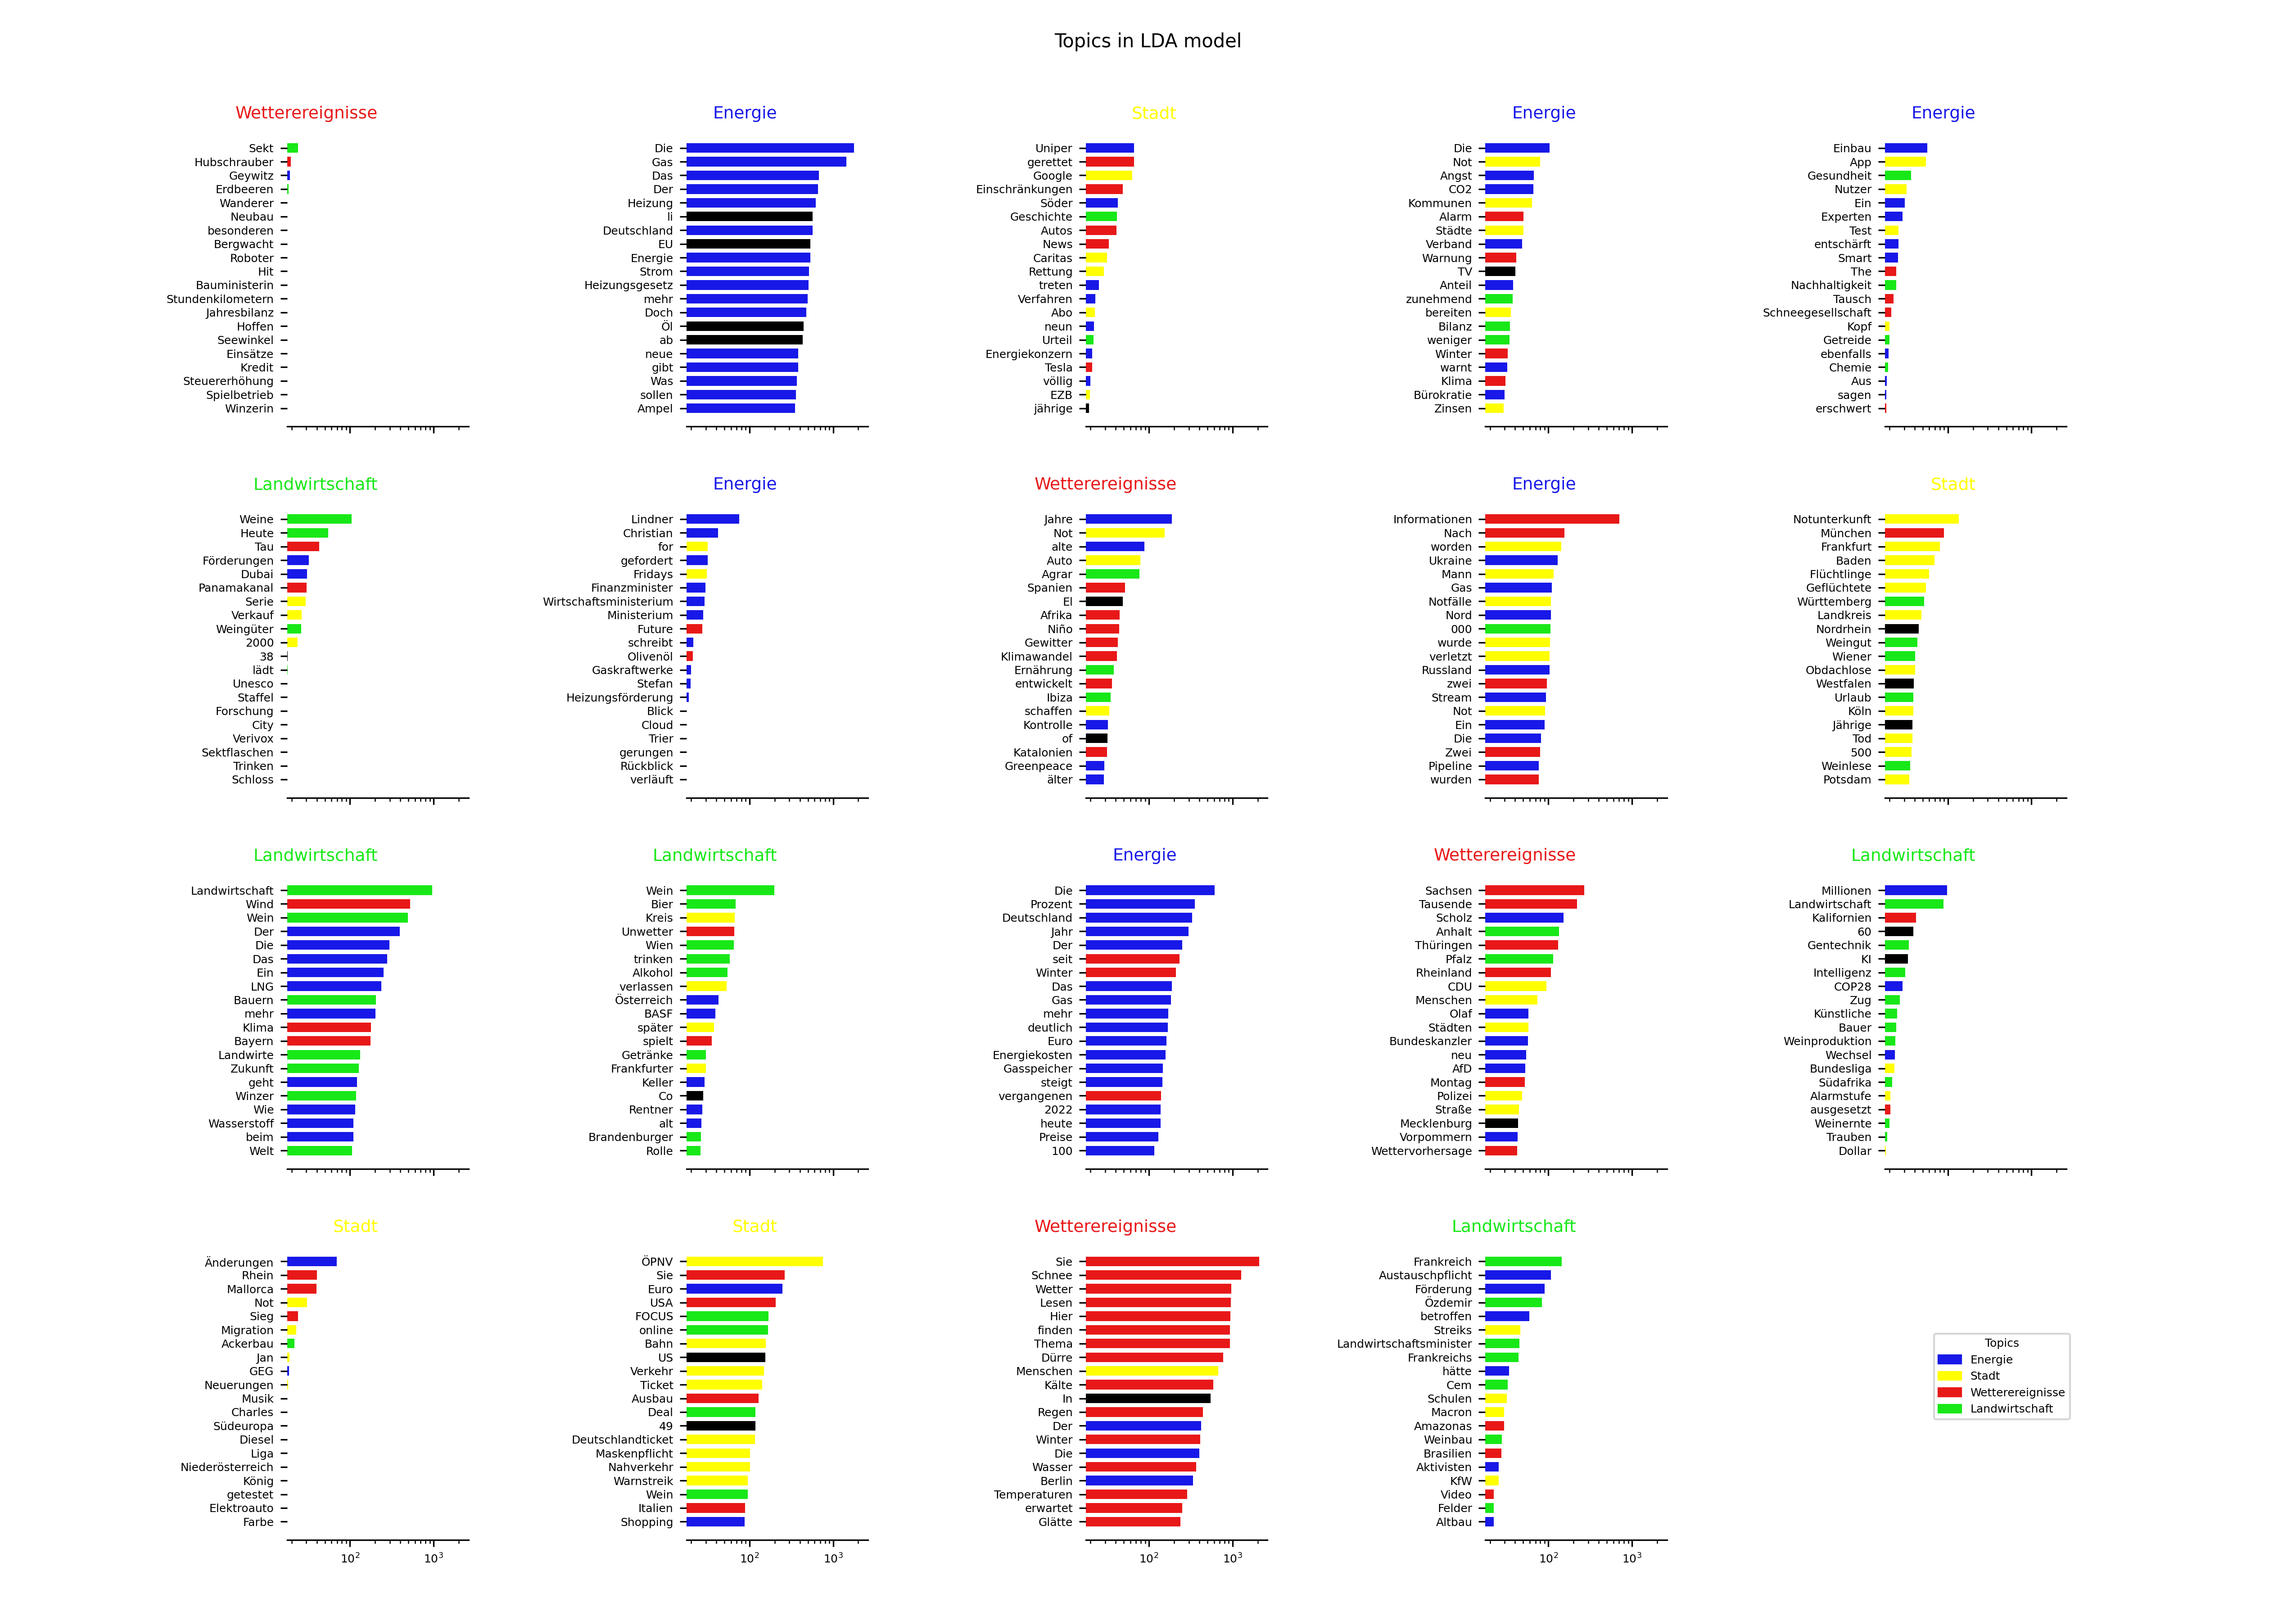 Topics in LDA model
Wetterereignisse
Sekt
Hubschrauber
Geywitz
Erdbeeren
Wanderer
Neubau
besonderen
Bergwacht
Roboter
Hit
Bauministerin
Stundenkilometern
Jahresbilanz
Hoffen
Seewinkel
Einsätze
Kredit
Steuererhöhung
Spielbetrieb
Winzerin
Energie
Die
Gas
Das
Der
Heizung
li
Deutschland
EU
Energie
Strom
Heizungsgesetz
mehr
Doch
Öl
ab
neue
gibt
Was
sollen
Ampel
Stadt
Uniper
gerettet
Google
Einschränkungen
Söder
Geschichte
Autos
News
Caritas
Rettung
treten
Verfahren
Abo
neun
Urteil
Energiekonzern
Tesla
völlig
EZB
jährige
Energie
Die
Not
Angst
CO2
Kommunen
Alarm
Städte
Verband
Warnung
TV
Anteil
zunehmend
bereiten
Bilanz
weniger
Winter
warnt
Klima
Bürokratie
Zinsen
Energie
Einbau
App
Gesundheit
Nutzer
Ein
Experten
Test
entschärft
Smart
The
Nachhaltigkeit
Tausch
Schneegesellschaft
Kopf
Getreide
ebenfalls
Chemie
Aus
sagen
erschwert
Landwirtschaft
Weine
Heute
Tau
Förderungen
Dubai
Panamakanal
Serie
Verkauf
Weingüter
2000
38
lädt
Unesco
Staffel
Forschung
City
Verivox
Sektflaschen
Trinken
Schloss
Energie
Lindner
Christian
for
gefordert
Fridays
Finanzminister
Wirtschaftsministerium
Ministerium
Future
schreibt
Olivenöl
Gaskraftwerke
Stefan
Heizungsförderung
Blick
Cloud
Trier
gerungen
Rückblick
verläuft
Wetterereignisse
Jahre
Not
alte
Auto
Agrar
Spanien
El
Afrika
Niño
Gewitter
Klimawandel
Ernährung
entwickelt
Ibiza
schaffen
Kontrolle
of
Katalonien
Greenpeace
älter
Energie
Informationen
Nach
worden
Ukraine
Mann
Gas
Notfälle
Nord
000
wurde
verletzt
Russland
zwei
Stream
Not
Ein
Die
Zwei
Pipeline
wurden
Stadt
Notunterkunft
München
Frankfurt
Baden
Flüchtlinge
Geflüchtete
Württemberg
Landkreis
Nordrhein
Weingut
Wiener
Obdachlose
Westfalen
Urlaub
Köln
Jährige
Tod
500
Weinlese
Potsdam
Landwirtschaft
Landwirtschaft
Wind
Wein
Der
Die
Das
Ein
LNG
Bauern
mehr
Klima
Bayern
Landwirte
Zukunft
geht
Winzer
Wie
Wasserstoff
beim
Welt
Landwirtschaft
Wein
Bier
Kreis
Unwetter
Wien
trinken
Alkohol
verlassen
Österreich
BASF
später
spielt
Getränke
Frankfurter
Keller
Co
Rentner
alt
Brandenburger
Rolle
Energie
Die
Prozent
Deutschland
Jahr
Der
seit
Winter
Das
Gas
mehr
deutlich
Euro
Energiekosten
Gasspeicher
steigt
vergangenen
2022
heute
Preise
100
Wetterereignisse
Sachsen
Tausende
Scholz
Anhalt
Thüringen
Pfalz
Rheinland
CDU
Menschen
Olaf
Städten
Bundeskanzler
neu
AfD
Montag
Polizei
Straße
Mecklenburg
Vorpommern
Wettervorhersage
Landwirtschaft
Millionen
Landwirtschaft
Kalifornien
60
Gentechnik
KI
Intelligenz
COP28
Zug
Künstliche
Bauer
Weinproduktion
Wechsel
Bundesliga
Südafrika
Alarmstufe
ausgesetzt
Weinernte
Trauben
Dollar
Stadt
Änderungen
Rhein
Mallorca
Not
Sieg
Migration
Ackerbau
Jan
GEG
Neuerungen
Musik
Charles
Südeuropa
Diesel
Liga
Niederösterreich
König
getestet
Elektroauto
Farbe
10² 10³
Stadt
ÖPNV
Sie
Euro
USA
FOCUS
online
Bahn
US
Verkehr
Ticket
Ausbau
Deal
49
Deutschlandticket
Maskenpflicht
Nahverkehr
Warnstreik
Wein
Italien
Shopping
10² 10³
Wetterereignisse
Sie
Schnee
Wetter
Lesen
Hier
finden
Thema
Dürre
Menschen
Kälte
In
Regen
Der
Winter
Die
Wasser
Berlin
Temperaturen
erwartet
Glätte
10² 10³
Landwirtschaft
Frankreich
Austauschpflicht
Förderung
Özdemir
betroffen
Streiks
Landwirtschaftsminister
Frankreichs
hätte
Cem
Schulen
Macron
Amazonas
Weinbau
Brasilien
Aktivisten
KfW
Video
Felder
Altbau
10² 10³
Topics
Energie
Stadt
Wetterereignisse
Landwirtschaft